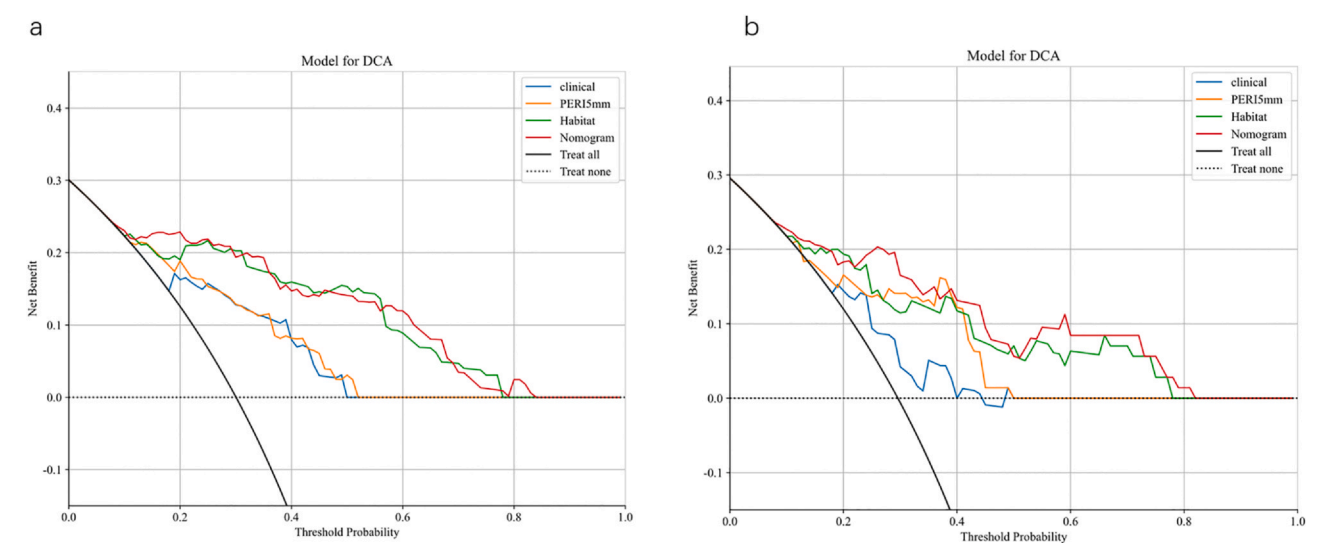 a
Model for DCA
clinical
PERI5mm
Habitat
Nomogram
Treat all
Treat none
Net Benefit
0.4
0.3
0.2
0.1
0.0
-0.1
0.0 0.2 0.4 0.6 0.8 1.0
Threshold Probability
b
Model for DCA
clinical
PERI5mm
Habitat
Nomogram
Treat all
Treat none
Net Benefit
0.4
0.3
0.2
0.1
0.0
-0.1
0.0 0.2 0.4 0.6 0.8 1.0
Threshold Probability